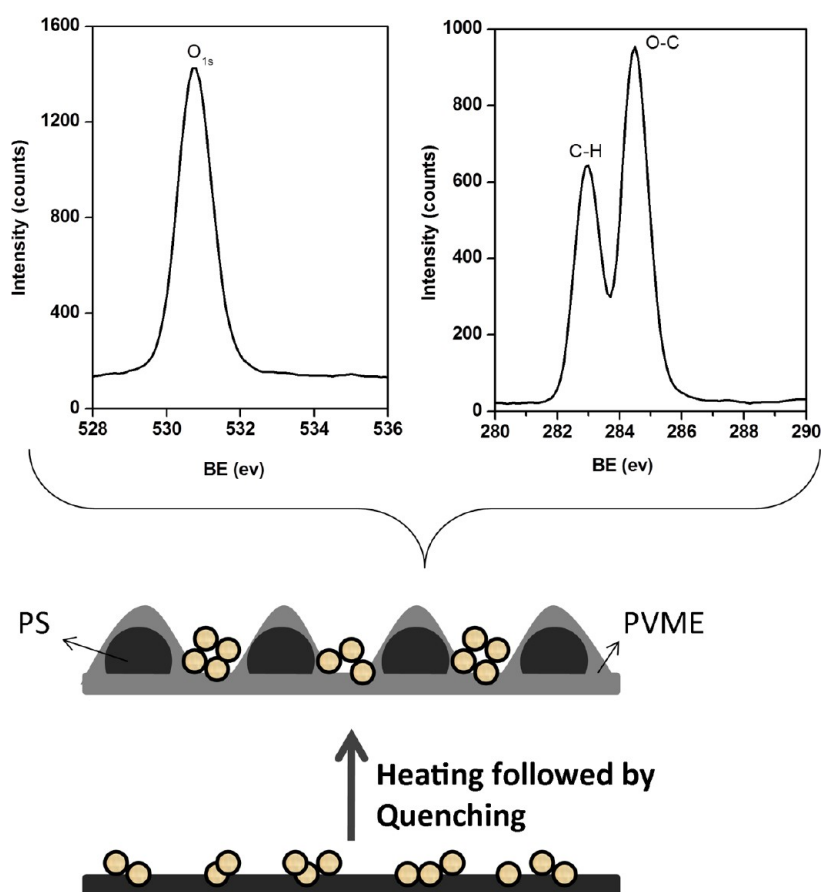 1600
1200
800
400
0
Intensity (counts)
O1s
528 530 532 534 536
BE (ev)
1000
800
600
400
200
0
Intensity (counts)
O-C
C-H
280 282 284 286 288 290
BE (ev)
PS
PVME
Heating followed by
Quenching